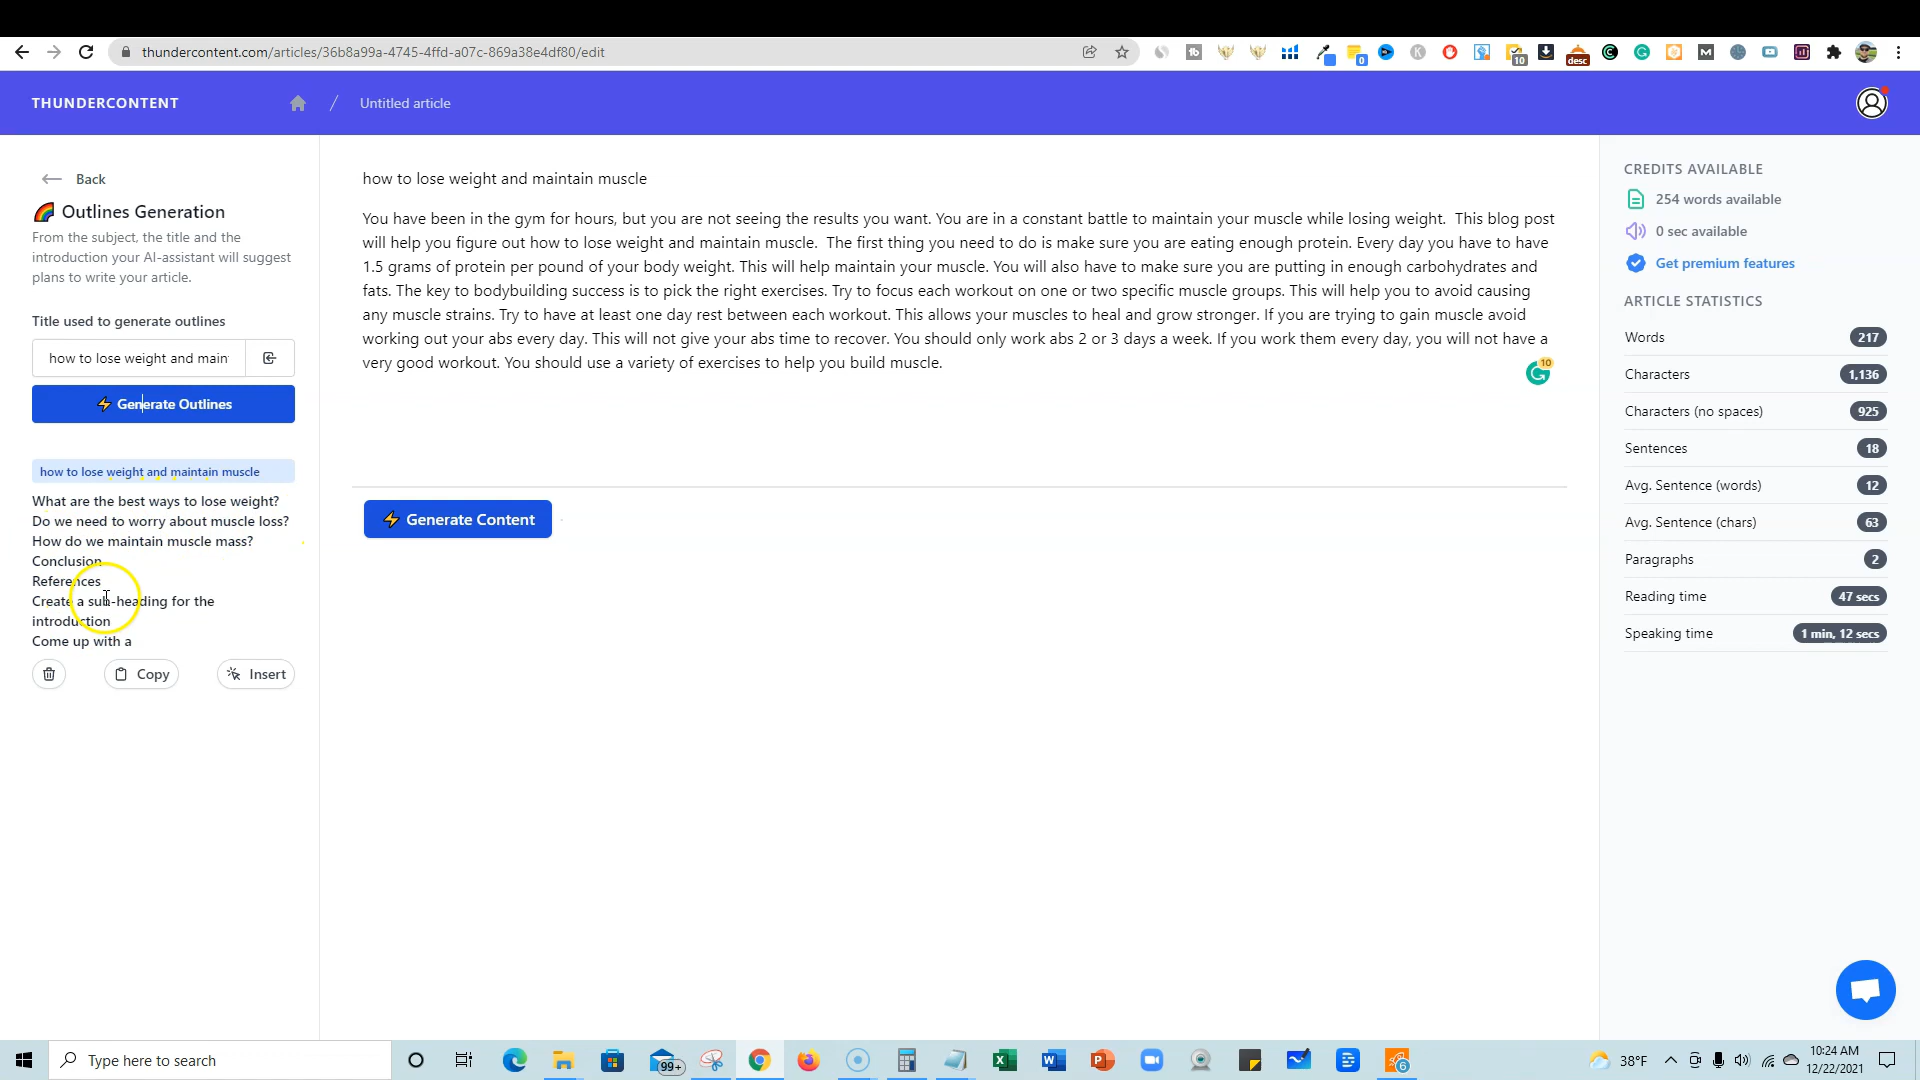 thundercontent.com/articles/36b8a99a-4745-4ffd-a07c-869a38e4df80/edit
0
10
desc
THUNDERCONTENT
/
Untitled article
Back
Outlines Generation
From the subject, the title and the
introduction your AI-assistant will suggest
plans to write your article.
Title used to generate outlines
how to lose weight and main
Generate Outlines
how to lose weight and maintain muscle
What are the best ways to lose weight?
Do we need to worry about muscle loss?
How do we maintain muscle mass?
Conclusion
References
Create a sub-heading for the
introduction
Come up with a
Copy
Insert
how to lose weight and maintain muscle
You have been in the gym for hours, but you are not seeing the results you want. You are in a constant battle to maintain your muscle while losing weight.  This blog post
will help you figure out how to lose weight and maintain muscle.  The first thing you need to do is make sure you are eating enough protein. Every day you have to have
1.5 grams of protein per pound of your body weight. This will help maintain your muscle. You will also have to make sure you are putting in enough carbohydrates and
fats. The key to bodybuilding success is to pick the right exercises. Try to focus each workout on one or two specific muscle groups. This will help you to avoid causing
any muscle strains. Try to have at least one day rest between each workout. This allows your muscles to heal and grow stronger. If you are trying to gain muscle avoid
working out your abs every day. This will not give your abs time to recover. You should only work abs 2 or 3 days a week. If you work them every day, you will not have a
very good workout. You should use a variety of exercises to help you build muscle.
10
Generate Content
CREDITS AVAILABLE
254 words available
0 sec available
Get premium features
ARTICLE STATISTICS
Words 217
Characters 1,136
Characters (no spaces) 925
Sentences 18
Avg. Sentence (words) 12
Avg. Sentence (chars) 63
Paragraphs 2
Reading time 47 secs
Speaking time 1 min, 12 secs
Type here to search
99+
6
38°F
10:24 AM
12/22/2021